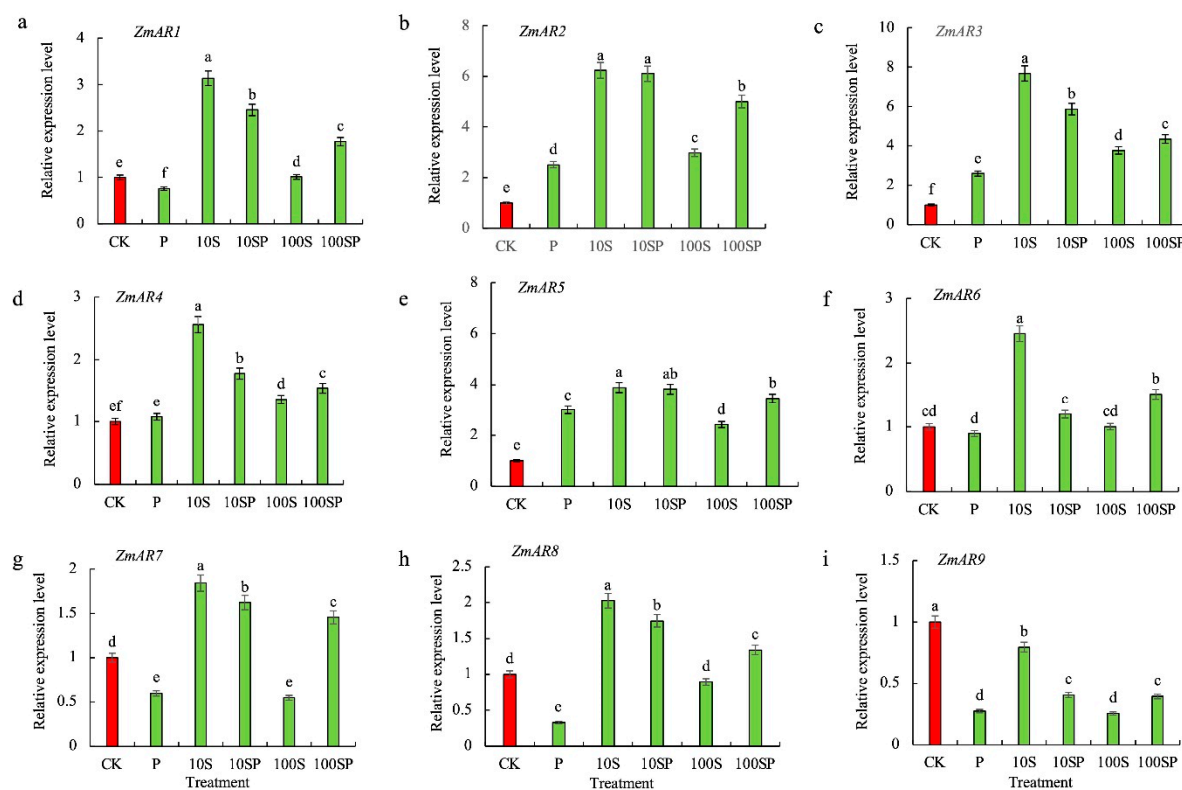 a
ZmAR1
Relative expression level
4
3
2
1
0
e
f
a
b
d
c
CK P 10S 10SP 100S 100SP
b
ZmAR2
Relative expression level
8
6
4
2
0
e
d
a
a
c
b
CK P 10S 10SP 100S 100SP
c
ZmAR3
Relative expression level
10
8
6
4
2
0
f
e
a
b
d
c
CK P 10S 10SP 100S 100SP
d
ZmAR4
Relative expression level
3
2
1
0
ef
e
a
b
d
c
CK P 10S 10SP 100S 100SP
e
ZmAR5
Relative expression level
8
6
4
2
0
e
c
a
ab
d
b
CK P 10S 10SP 100S 100SP
f
ZmAR6
Relative expression level
3
2
1
0
cd
d
a
c
cd
b
CK P 10S 10SP 100S 100SP
g
ZmAR7
Relative expression level
2
1.5
1
0.5
0
d
e
a
b
e
c
CK P 10S 10SP 100S 100SP
Treatment
h
ZmAR8
Relative expression level
2.5
2
1.5
1
0.5
0
d
e
a
b
d
c
CK P 10S 10SP 100S 100SP
Treatment
i
ZmAR9
Relative expression level
1.5
1
0.5
0
a
d
b
c
d
c
CK P 10S 10SP 100S 100SP
Treatment